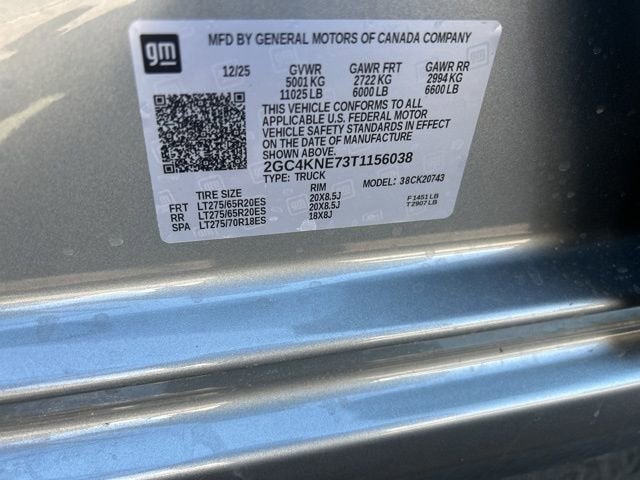 gm
MFD BY GENERAL MOTORS OF CANADA COMPANY
12/25 GVWR GAWR FRT GAWR RR
5001 KG 2722 KG 2994 KG
11025 LB 6000 LB 6600 LB
THIS VEHICLE CONFORMS TO ALL
APPLICABLE U.S. FEDERAL MOTOR
VEHICLE SAFETY STANDARDS IN EFFECT
ON THE DATE OF MANUFACTURE
SHOWN ABOVE.
2GC4KNE73T1156038
TYPE: TRUCK MODEL: 38CK20743
TIRE SIZE RIM
FRT LT275/65R20ES 20X8.5J F1451 LB
RR LT275/65R20ES 20X8.5J T2907 LB
SPA LT275/70R18ES 18X8J